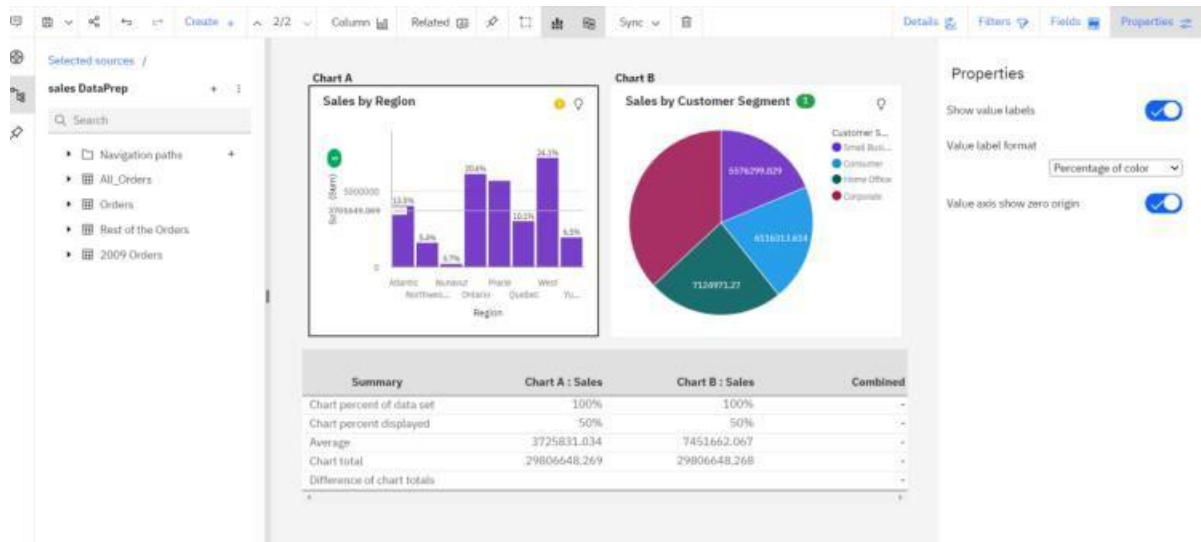 Create + 2/2 Column Related Sync Details Filters Fields Properties
Selected sources /
sales DataPrep
Search
Navigation paths
All_Orders
Orders
Rest of the Orders
2009 Orders
Chart A
Sales by Region
(Sum)
5000000
3705649.069
0
13.5%
5.4%
20.6%
10.1%
24.1%
6.5%
Atlantic Nunavut Prarie West
Northwes... Ontario Quebec Yu...
Region
Chart B
Sales by Customer Segment 1
Customer S...
Small Busi...
Consumer
Home Office
Corporate
5576299.029
6116313.614
7124971.27
Summary Chart A : Sales Chart B : Sales Combined
Chart percent of data set 100% 100% -
Chart percent displayed 50% 50% -
Average 3725831.034 7451662.067 -
Chart total 29806648.269 29806648.268 -
Difference of chart totals -
Properties
Show value labels
Value label format
Percentage of color
Value axis show zero origin